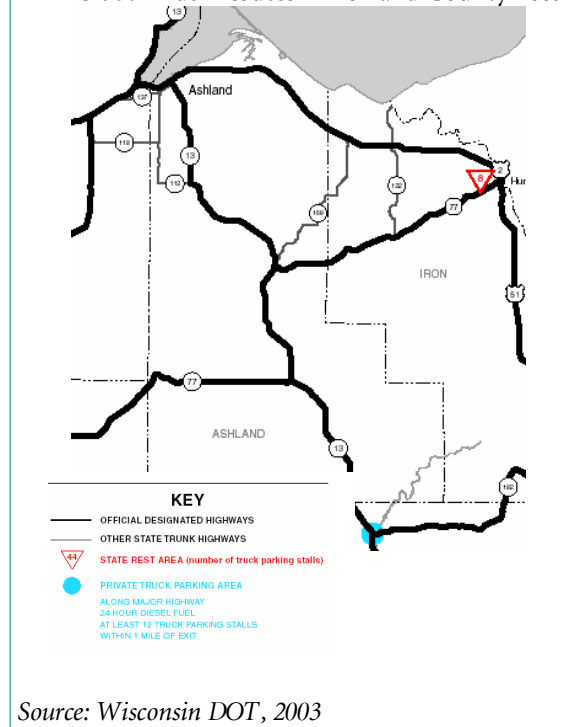 13
Ashland
137
118
13
112
2
8
77
169
122
IRON
51
77
ASHLAND
13
182
KEY
OFFICIAL DESIGNATED HIGHWAYS
OTHER STATE TRUNK HIGHWAYS
44
STATE REST AREA (number of truck parking stalls)
PRIVATE TRUCK PARKING AREA
ALONG MAJOR HIGHWAY
24 HOUR DIESEL FUEL
AT LEAST 12 TRUCK PARKING STALLS
WITHIN 1 MILE OF EXIT
Source: Wisconsin DOT, 2003